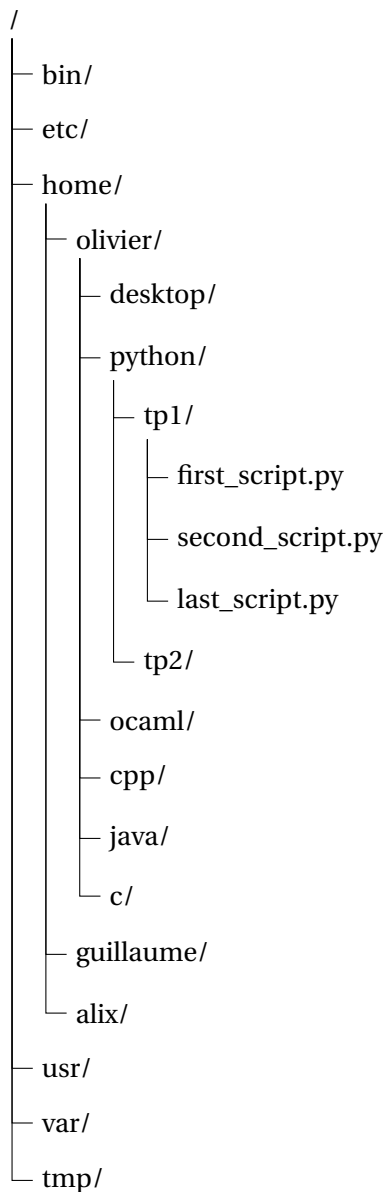 /
bin/
etc/
home/
olivier/
desktop/
python/
tp1/
first_script.py
second_script.py
last_script.py
tp2/
ocaml/
cpp/
java/
c/
guillaume/
alix/
usr/
var/
tmp/